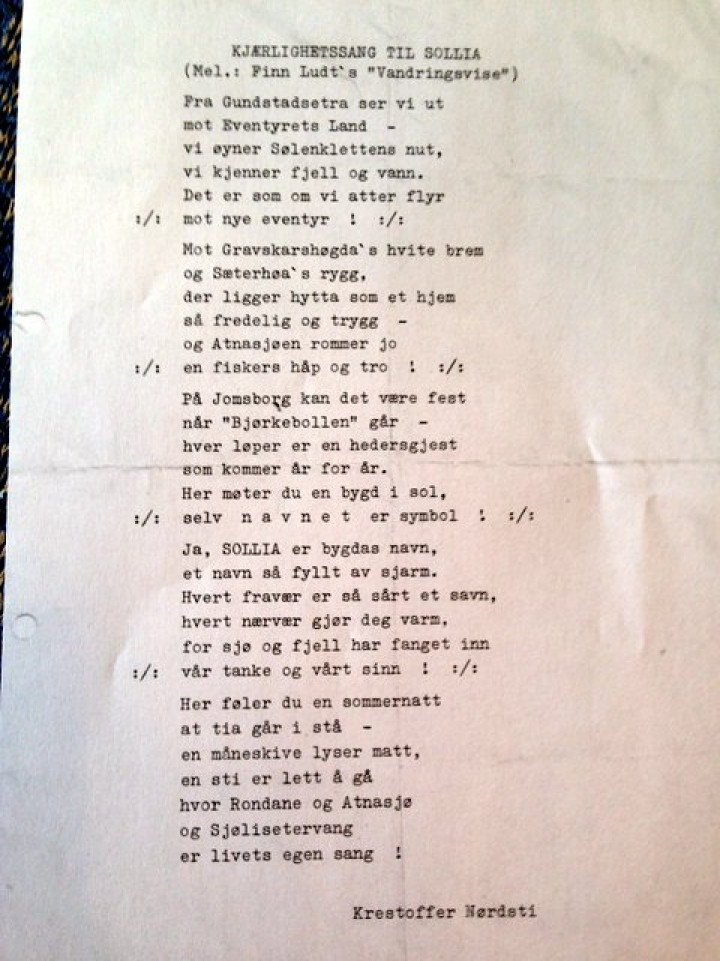 KJÆRLIGHETSSANG TIL SOLLIA
(Mel.: Finn Ludt`s "Vandringsvise")
Fra Gundstadsetra ser vi ut
mot Eventyrets Land -
vi øyner Sølenklettens nut,
vi kjenner fjell og vann.
Det er som om vi atter flyr
:/: mot nye eventyr ! :/:
Mot Gravskarshøgda`s hvite brem
og Sæterhøa`s rygg,
der ligger hytta som et hjem
så fredelig og trygg -
og Atnasjøen rommer jo
:/: en fiskers håp og tro ! :/:
På Jomsborg kan det være fest
når "Bjørkebollen" går -
hver løper er en hedersgjest
som kommer år for år.
Her møter du en bygd i sol,
:/: selv n a v n e t er symbol ! :/:
Ja, SOLLIA er bygdas navn,
et navn så fyllt av sjarm.
Hvert fravær er så sårt et savn,
hvert nærvær gjør deg varm,
for sjø og fjell har fanget inn
:/: vår tanke og vårt sinn ! :/:
Her føler du en sommernatt
at tia går i stå -
en måneskive lyser matt,
en sti er lett å gå
hvor Rondane og Atnasjø
og Sjølisetervang
er livets egen sang !
Krestoffer Nørdsti